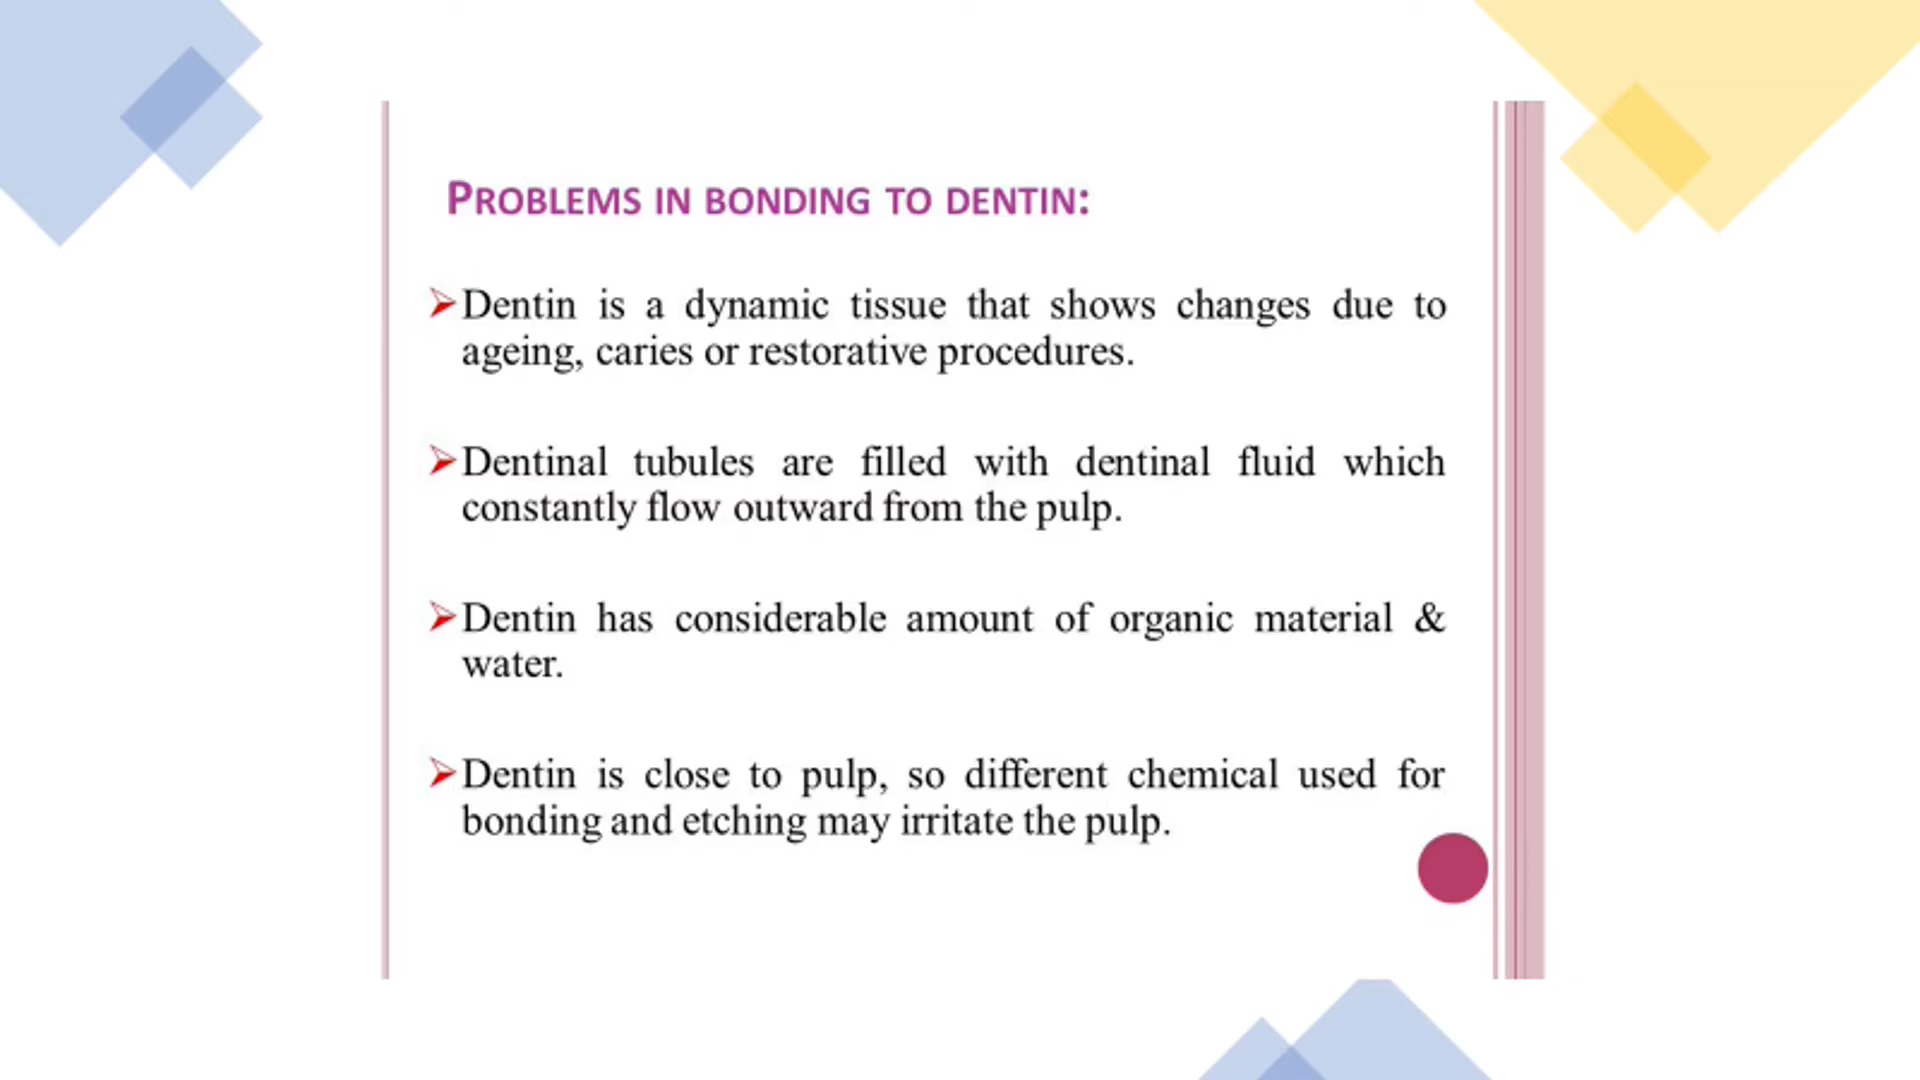 PROBLEMS IN BONDING TO DENTIN:
Dentin is a dynamic tissue that shows changes due to
ageing, caries or restorative procedures.
Dentinal tubules are filled with dentinal fluid which
constantly flow outward from the pulp.
Dentin has considerable amount of organic material &
water.
Dentin is close to pulp, so different chemical used for
bonding and etching may irritate the pulp.